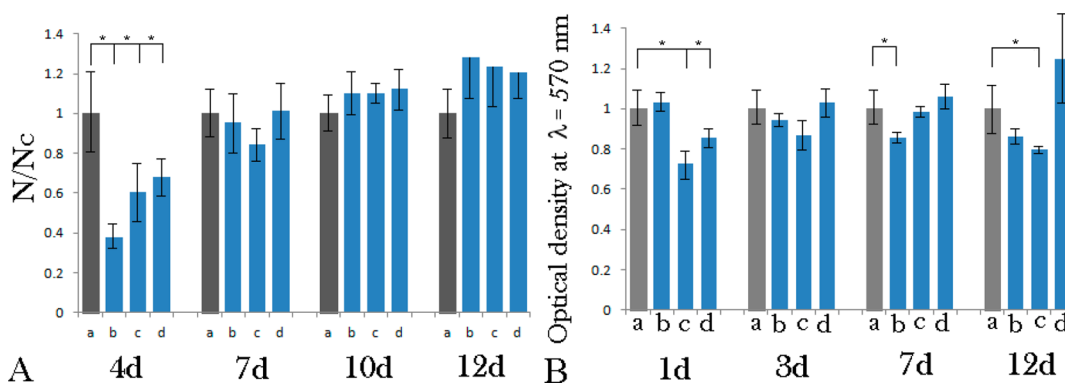 N/Nc
1.4
1.2
1
0.8
0.6
0.4
0.2
0
* * *
a b c d a b c d a b c d a b c d
A 4d 7d 10d 12d
Optical density at λ = 570 nm
1.4
1.2
1
0.8
0.6
0.4
0.2
0
* * * *
a b c d a b c d a b c d a b c d
B 1d 3d 7d 12d